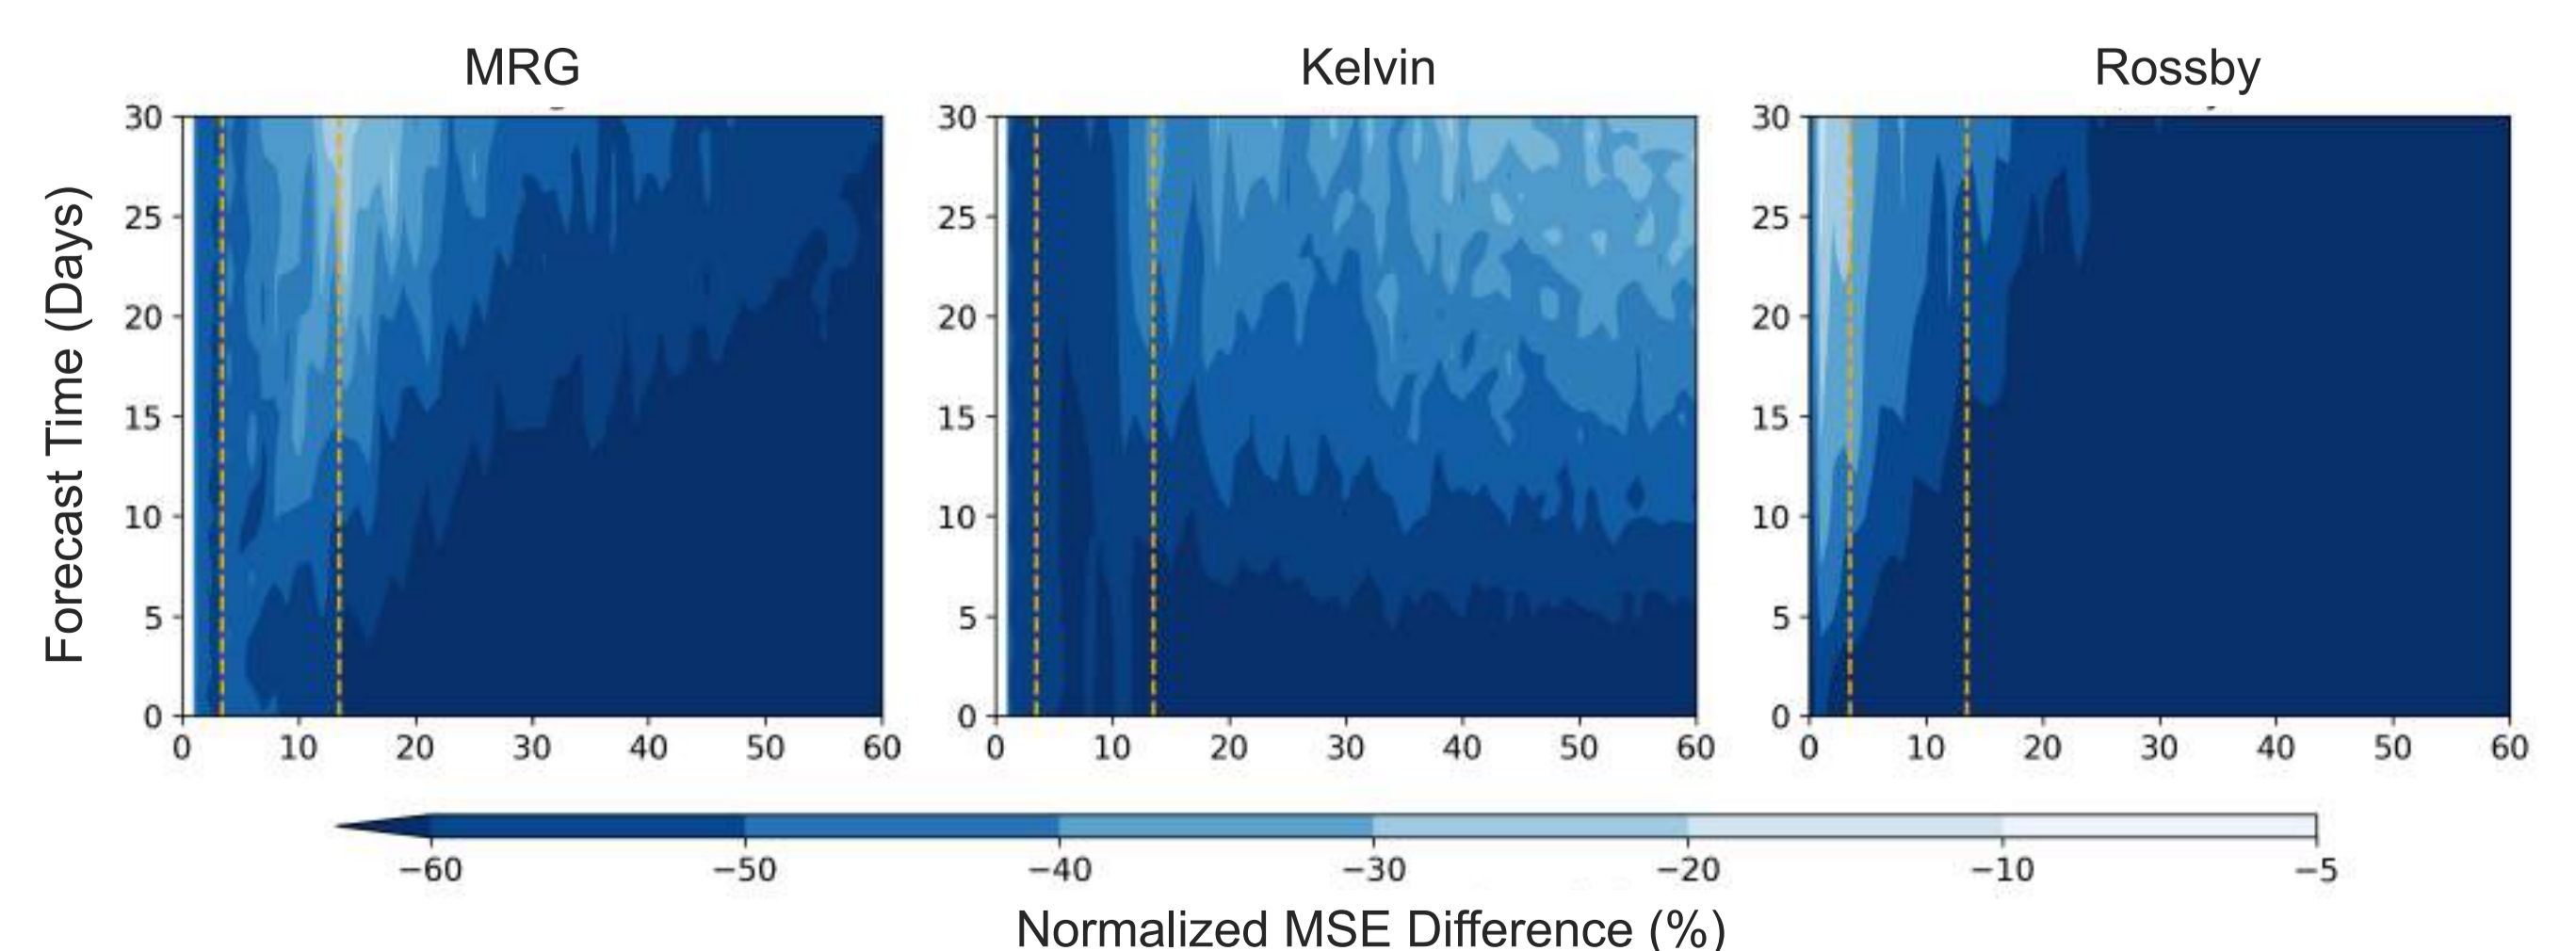 MRG Kelvin Rossby
30 30 30
25 25 25
20 20 20
15 15 15
10 10 10
5 5 5
0 0 0
Forecast Time (Days)
0 10 20 30 40 50 60 0 10 20 30 40 50 60 0 10 20 30 40 50 60
−60 −50 −40 −30 −20 −10 −5
Normalized MSE Difference (%)